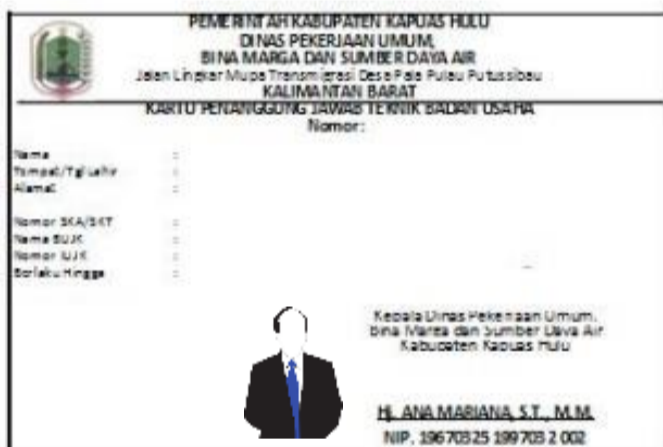 PEMERINTAH KABUPATEN KAPUAS HULU
DINAS PEKERJAAN UMUM,
BINA MARGA DAN SUMBER DAYA AIR
Jalan Lingkar Mupa Transmigrasi Desa Pala Pulau Putussibau
KALIMANTAN BARAT
KARTU PENANGGUNG JAWAB TEKNIK BADAN USAHA
Nomor :
Nama :
Tempat/Tgl Lahir :
Alamat :
Nomor SKA/SKT :
Nama BUJK :
Nomor IUJK :
Berlaku Hingga :
Kepala Dinas Pekerjaan Umum,
Bina Marga dan Sumber Daya Air
Kabupaten Kapuas Hulu
Hj. ANA MARIANA, S.T., M.M.
NIP. 19670325 199703 2 002